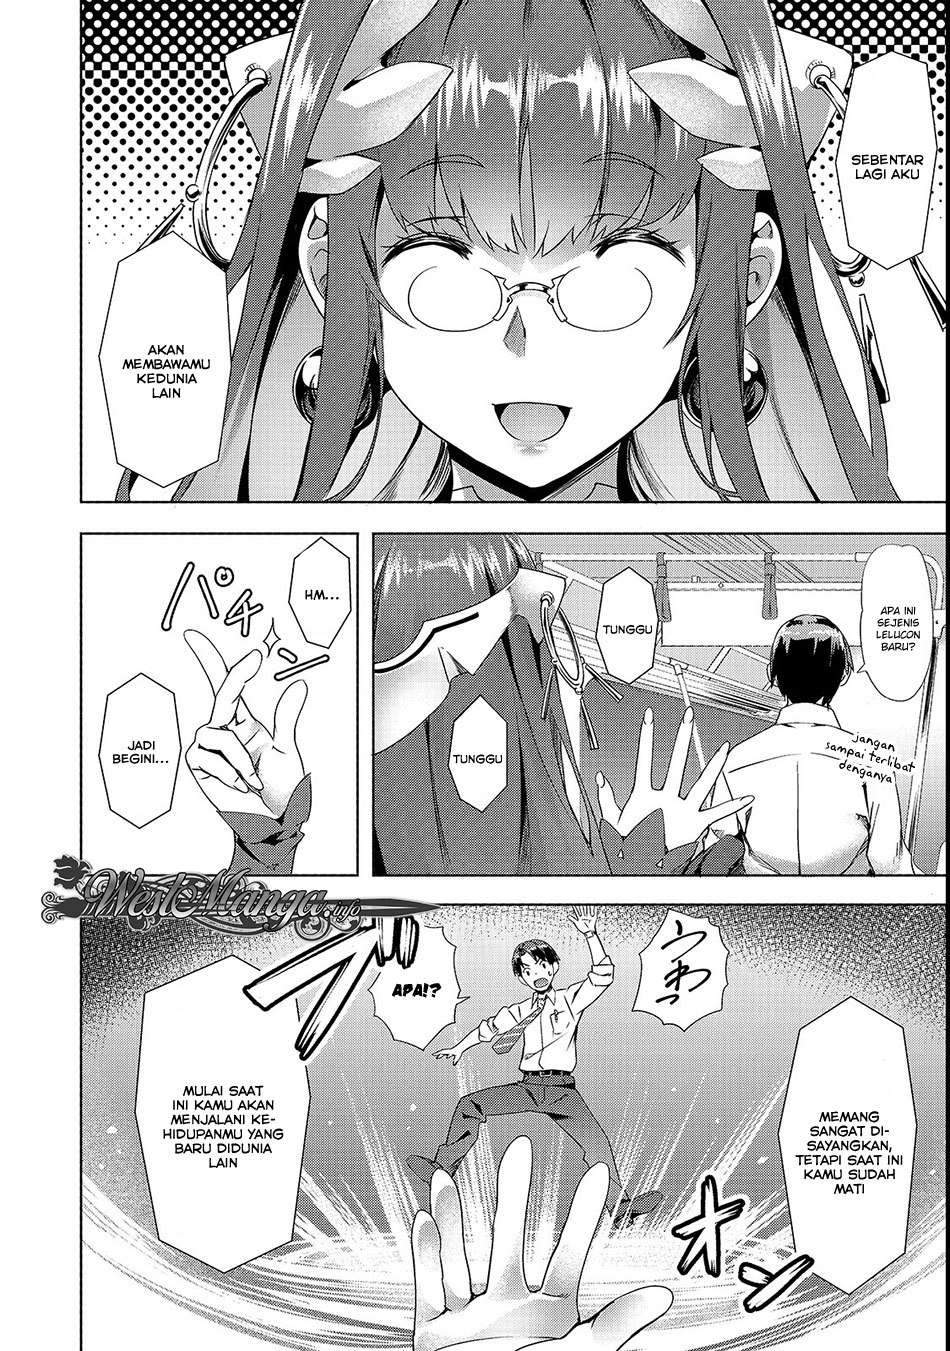 SEBENTAR
LAGI AKU
AKAN
MEMBAWAMU
KEDUNIA
LAIN
APA INI
SEJENIS
LELUCON
BARU?
jangan
sampai terlibat
denganya
TUNGGU
TUNGGU
HM...
パチン
JADI
BEGINI...
WestManga.info
うわっ
APA!?
MEMANG
SANGAT DI-
SAYANGKAN,
TETAPI SAAT INI
KAMU SUDAH
MATI
MULAI SAAT
INI KAMU AKAN
MENJALANI KE-
HIDUPANMU YANG
BARU DIDUNIA
LAIN
ブオン